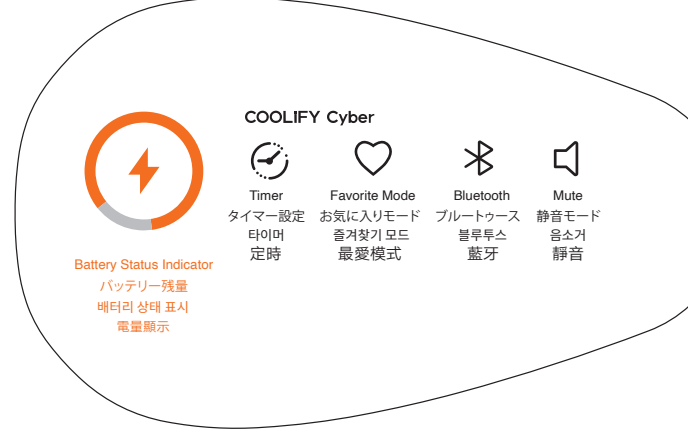 COOLIFY Cyber
Timer
タイマー設定
타이머
定時
Favorite Mode
お気に入りモード
즐겨찾기 모드
最愛模式
Bluetooth
ブルートゥース
블루투스
藍牙
Mute
静音モード
음소거
靜音
Battery Status Indicator
バッテリー残量
배터리 상태 표시
電量顯示